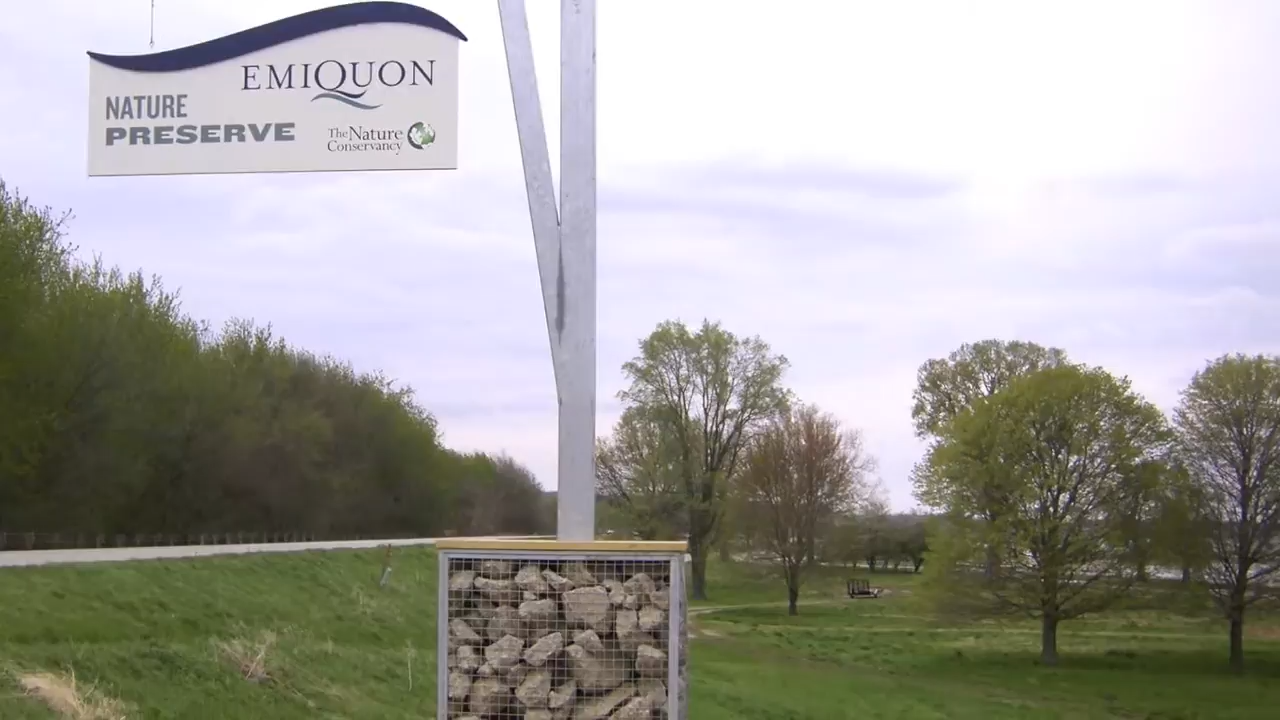 EMIQUON
NATURE
PRESERVE
The Nature
Conservancy